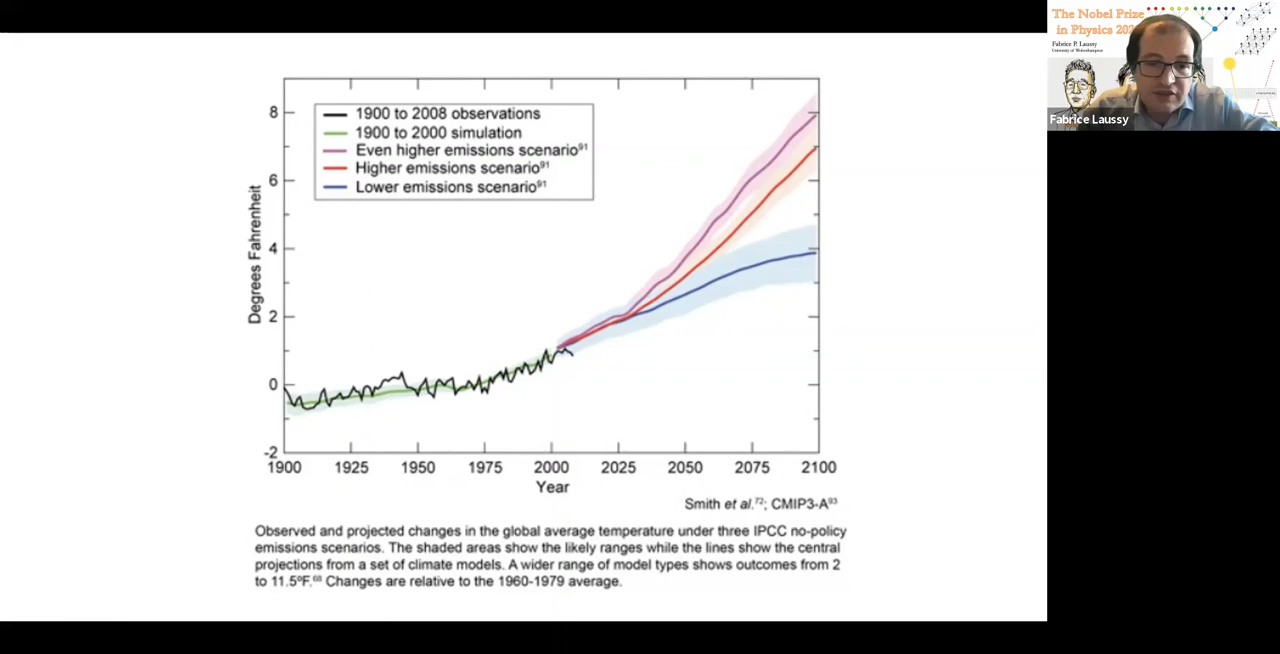 8
6
4
2
0
-2
Degrees Fahrenheit
1900 to 2008 observations
1900 to 2000 simulation
Even higher emissions scenario⁹¹
Higher emissions scenario⁹¹
Lower emissions scenario⁹¹
1900 1925 1950 1975 2000 2025 2050 2075 2100
Year
Smith et al.⁷²; CMIP3-A⁹³
Observed and projected changes in the global average temperature under three IPCC no-policy
emissions scenarios. The shaded areas show the likely ranges while the lines show the central
projections from a set of climate models. A wider range of model types shows outcomes from 2
to 11.5ºF.⁶⁸ Changes are relative to the 1960-1979 average.
The Nobel Prize
in Physics
Fabrice P. Laussy
University of Wolverhampton
Fabrice Laussy